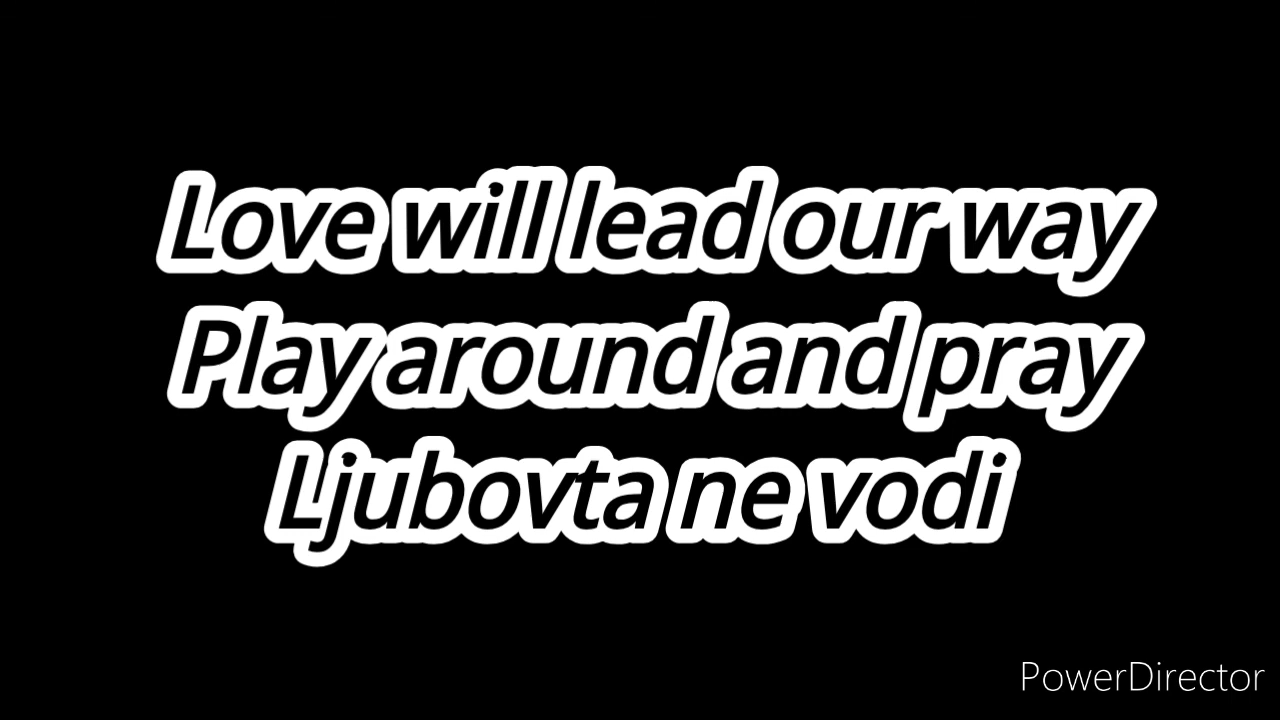 Love will lead our way
Play around and pray
Ljubovta ne vodi
PowerDirector